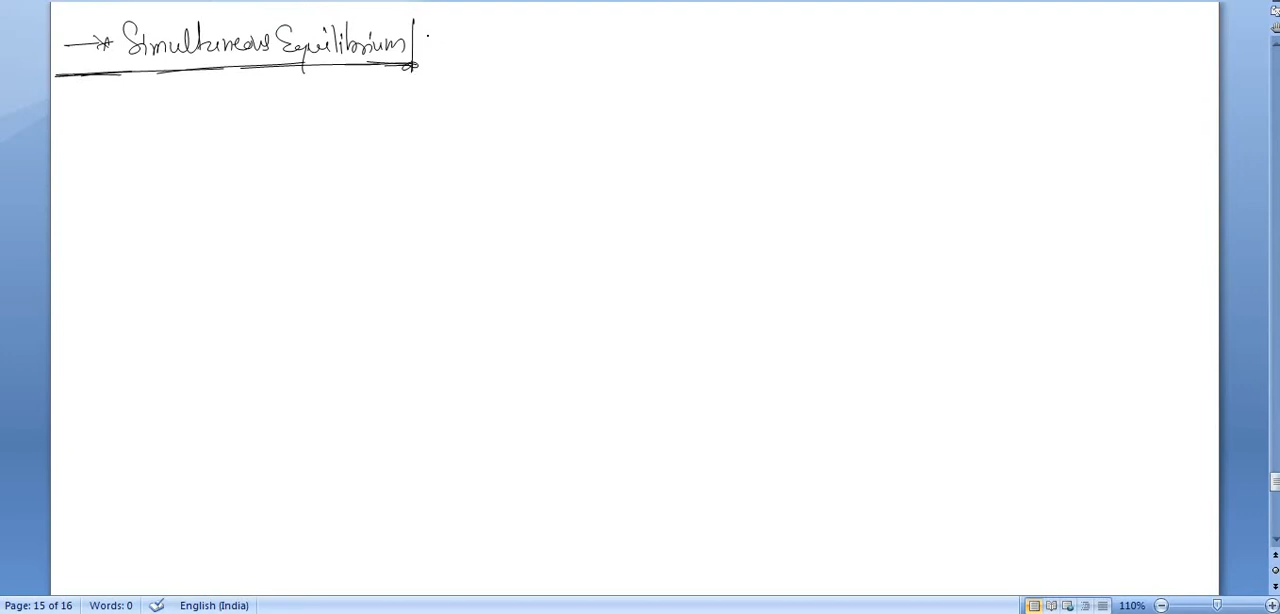 →* Simultaneous Equilibrium
Page: 15 of 16 Words: 0 English (India) 110%